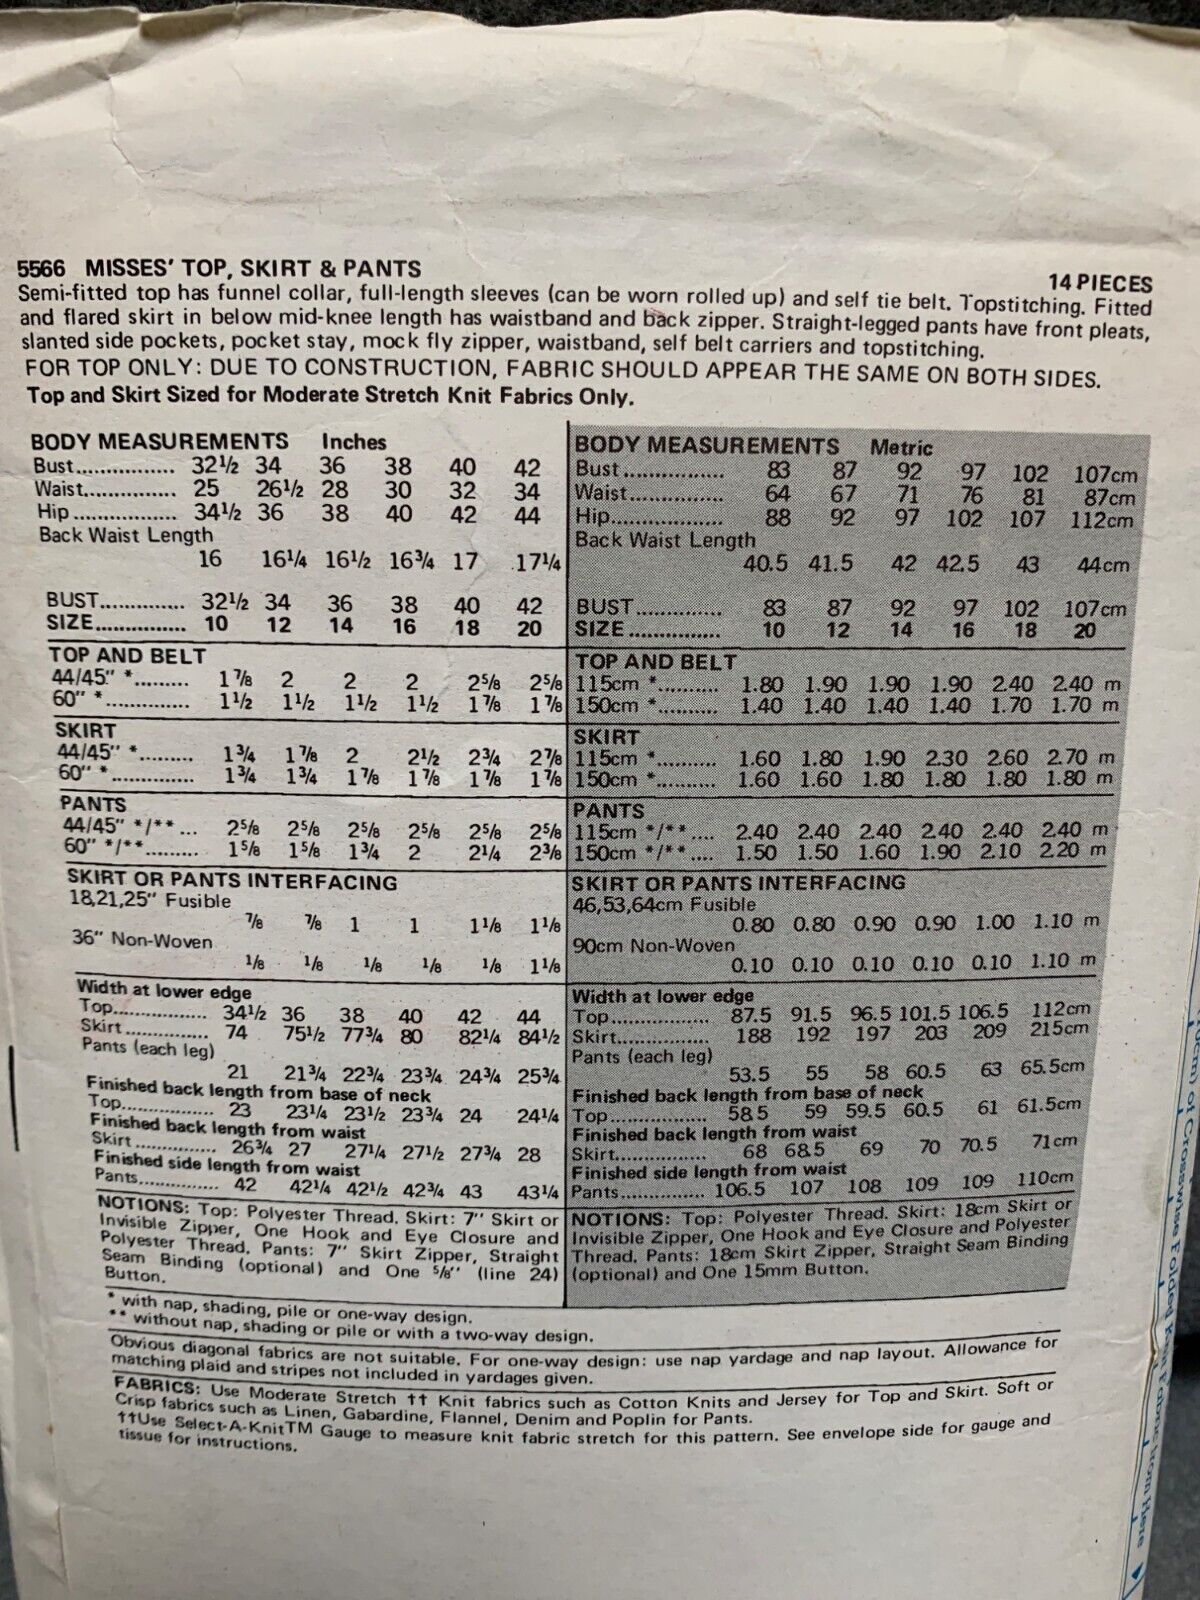 5566 MISSES' TOP, SKIRT & PANTS 14 PIECES
Semi-fitted top has funnel collar, full-length sleeves (can be worn rolled up) and self tie belt. Topstitching. Fitted
and flared skirt in below mid-knee length has waistband and back zipper. Straight-legged pants have front pleats,
slanted side pockets, pocket stay, mock fly zipper, waistband, self belt carriers and topstitching.
FOR TOP ONLY: DUE TO CONSTRUCTION, FABRIC SHOULD APPEAR THE SAME ON BOTH SIDES.
Top and Skirt Sized for Moderate Stretch Knit Fabrics Only.
BODY MEASUREMENTS Inches
Bust................ 32½ 34 36 38 40 42
Waist............... 25 26½ 28 30 32 34
Hip ................. 34½ 36 38 40 42 44
Back Waist Length
16 16¼ 16½ 16¾ 17 17¼
BUST.............. 32½ 34 36 38 40 42
SIZE................ 10 12 14 16 18 20
TOP AND BELT
44/45" *......... 1⅞ 2 2 2 2⅝ 2⅝
60" * .............. 1½ 1½ 1½ 1½ 1⅞ 1⅞
SKIRT
44/45" *......... 1¾ 1⅞ 2 2½ 2¾ 2⅞
60" * .............. 1¾ 1¾ 1⅞ 1⅞ 1⅞ 1⅞
PANTS
44/45" */** ... 2⅝ 2⅝ 2⅝ 2⅝ 2⅝ 2⅝
60" */**......... 1⅝ 1⅝ 1¾ 2 2¼ 2⅜
SKIRT OR PANTS INTERFACING
18,21,25" Fusible
⅞ ⅞ 1 1 1⅛ 1⅛
36" Non-Woven
⅛ ⅛ ⅛ ⅛ ⅛ 1⅛
Width at lower edge
Top................. 34½ 36 38 40 42 44
Skirt .............. 74 75½ 77¾ 80 82¼ 84½
Pants (each leg)
21 21¾ 22¾ 23¾ 24¾ 25¾
Finished back length from base of neck
Top................. 23 23¼ 23½ 23¾ 24 24¼
Finished back length from waist
Skirt .............. 26¾ 27 27¼ 27½ 27¾ 28
Finished side length from waist
Pants............... 42 42¼ 42½ 42¾ 43 43¼
NOTIONS: Top: Polyester Thread. Skirt: 7" Skirt or
Invisible Zipper, One Hook and Eye Closure and
Polyester Thread. Pants: 7" Skirt Zipper, Straight
Seam Binding (optional) and One ⅝" (line 24)
Button.
BODY MEASUREMENTS Metric
Bust ................ 83 87 92 97 102 107cm
Waist............... 64 67 71 76 81 87cm
Hip.................. 88 92 97 102 107 112cm
Back Waist Length
40.5 41.5 42 42.5 43 44cm
BUST.............. 83 87 92 97 102 107cm
SIZE ............... 10 12 14 16 18 20
TOP AND BELT
115cm *.......... 1.80 1.90 1.90 1.90 2.40 2.40 m
150cm *.......... 1.40 1.40 1.40 1.40 1.70 1.70 m
SKIRT
115cm *.......... 1.60 1.80 1.90 2.30 2.60 2.70 m
150cm *.......... 1.60 1.60 1.80 1.80 1.80 1.80 m
PANTS
115cm */** .... 2.40 2.40 2.40 2.40 2.40 2.40 m
150cm */** .... 1.50 1.50 1.60 1.90 2.10 2.20 m
SKIRT OR PANTS INTERFACING
46,53,64cm Fusible
0.80 0.80 0.90 0.90 1.00 1.10 m
90cm Non-Woven
0.10 0.10 0.10 0.10 0.10 1.10 m
Width at lower edge
Top................. 87.5 91.5 96.5 101.5 106.5 112cm
Skirt................ 188 192 197 203 209 215cm
Pants (each leg)
53.5 55 58 60.5 63 65.5cm
Finished back length from base of neck
Top................. 58.5 59 59.5 60.5 61 61.5cm
Finished back length from waist
Skirt................ 68 68.5 69 70 70.5 71cm
Finished side length from waist
Pants............... 106.5 107 108 109 109 110cm
NOTIONS: Top: Polyester Thread. Skirt: 18cm Skirt or
Invisible Zipper, One Hook and Eye Closure and Polyester
Thread. Pants: 18cm Skirt Zipper, Straight Seam Binding
(optional) and One 15mm Button.
* with nap, shading, pile or one-way design.
** without nap, shading or pile or with a two-way design.
Obvious diagonal fabrics are not suitable. For one-way design: use nap yardage and nap layout. Allowance for
matching plaid and stripes not included in yardages given.
FABRICS: Use Moderate Stretch †† Knit fabrics such as Cotton Knits and Jersey for Top and Skirt. Soft or
Crisp fabrics such as Linen, Gabardine, Flannel, Denim and Poplin for Pants.
††Use Select-A-Knit™ Gauge to measure knit fabric stretch for this pattern. See envelope side for gauge and
tissue for instructions.
of Crosswise Folded Knit Fabric from Here